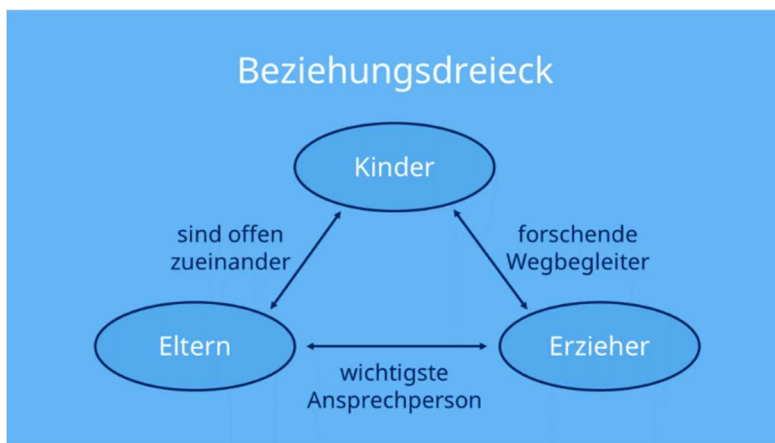 Beziehungsdreieck
Kinder
sind offen
zueinander
forschende
Wegbegleiter
Eltern
Erzieher
wichtigste
Ansprechperson